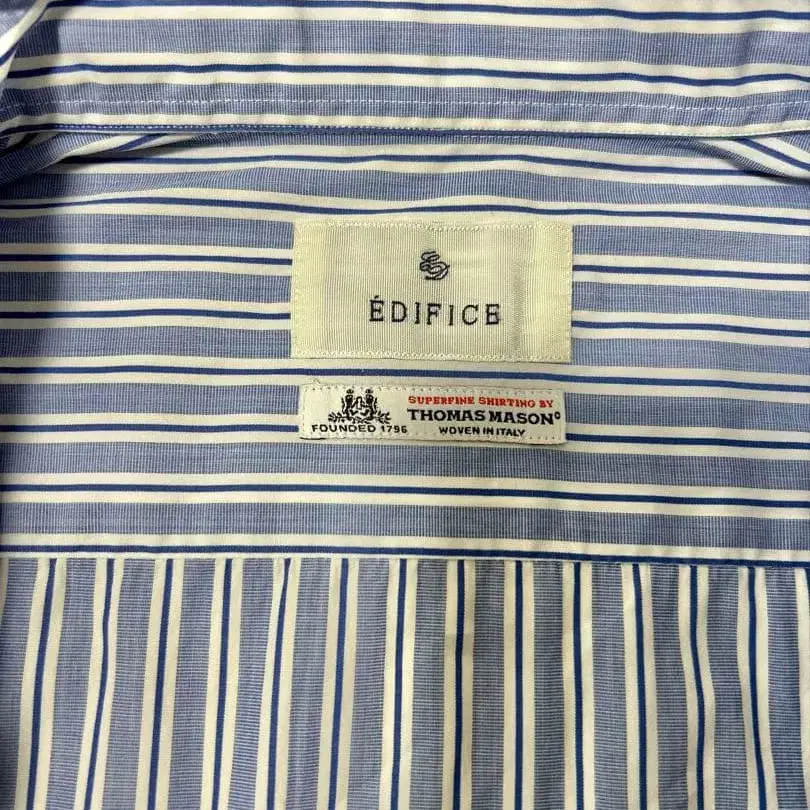 ÉDIFICE
SUPERFINE SHIRTING BY
THOMAS MASON®
FOUNDED 1796
WOVEN IN ITALY